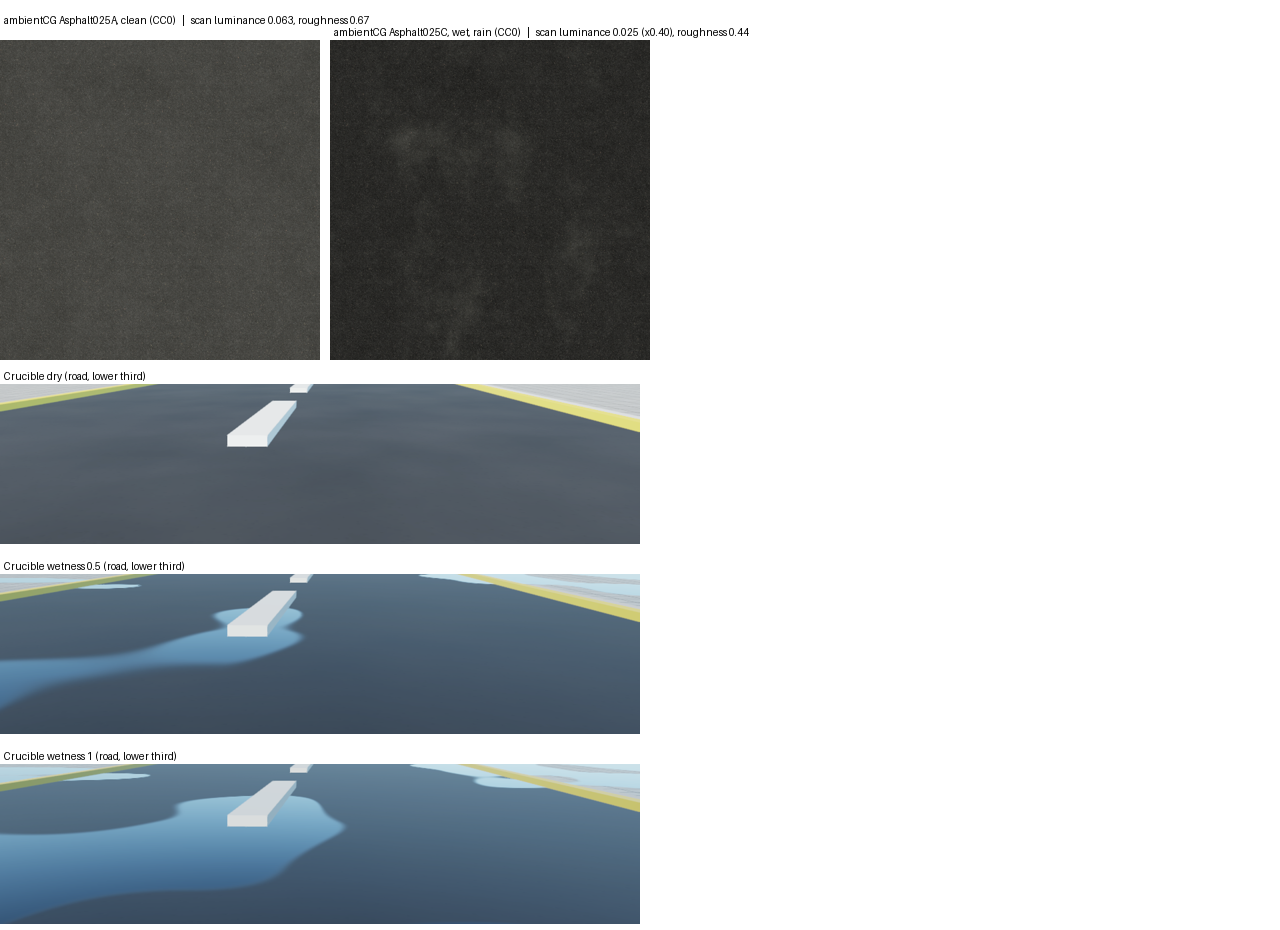 ambientCG Asphalt025A, clean (CC0) | scan luminance 0.063, roughness 0.67
ambientCG Asphalt025C, wet, rain (CC0) | scan luminance 0.025 (x0.40), roughness 0.44
Crucible dry (road, lower third)
Crucible wetness 0.5 (road, lower third)
Crucible wetness 1 (road, lower third)